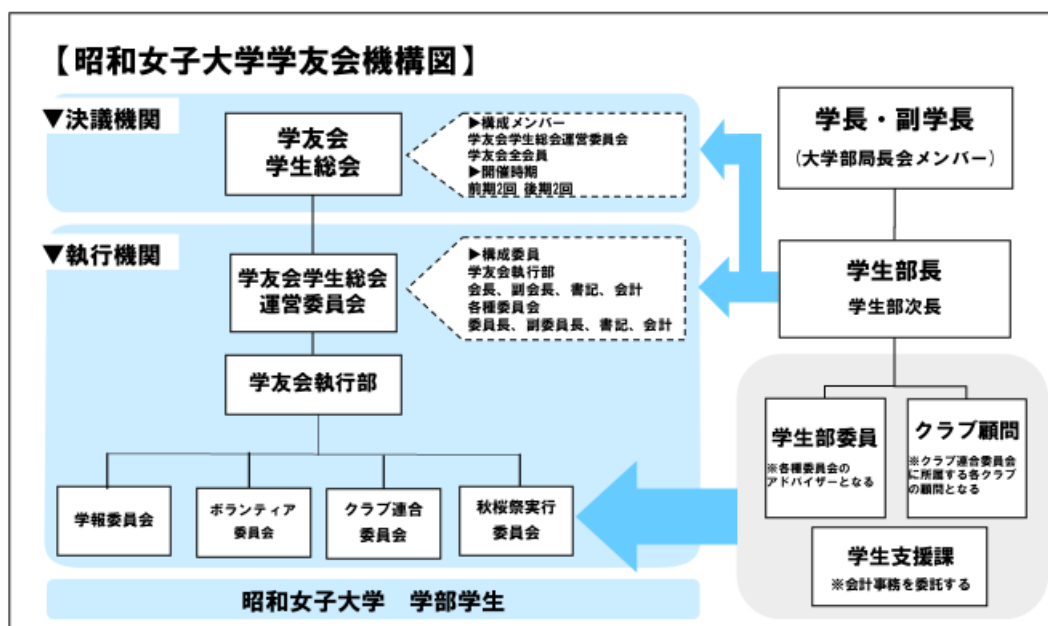 【昭和女子大学学友会機構図】
▼決議機関
学友会
学生総会
▶構成メンバー
学友会学生総会運営委員会
学友会全会員
▶開催時期
前期2回 後期2回
▼執行機関
学友会学生総会
運営委員会
▶構成委員
学友会執行部
会長、副会長、書記、会計
各種委員会
委員長、副委員長、書記、会計
学友会執行部
学報委員会
ボランティア
委員会
クラブ連合
委員会
秋桜祭実行
委員会
昭和女子大学 学部学生
学長・副学長
(大学部局長会メンバー)
学生部長
学生部次長
学生部委員
※各種委員会の
アドバイザーとなる
クラブ顧問
※クラブ連合委員会
に所属する各クラブ
の顧問となる
学生支援課
※会計事務を委託する